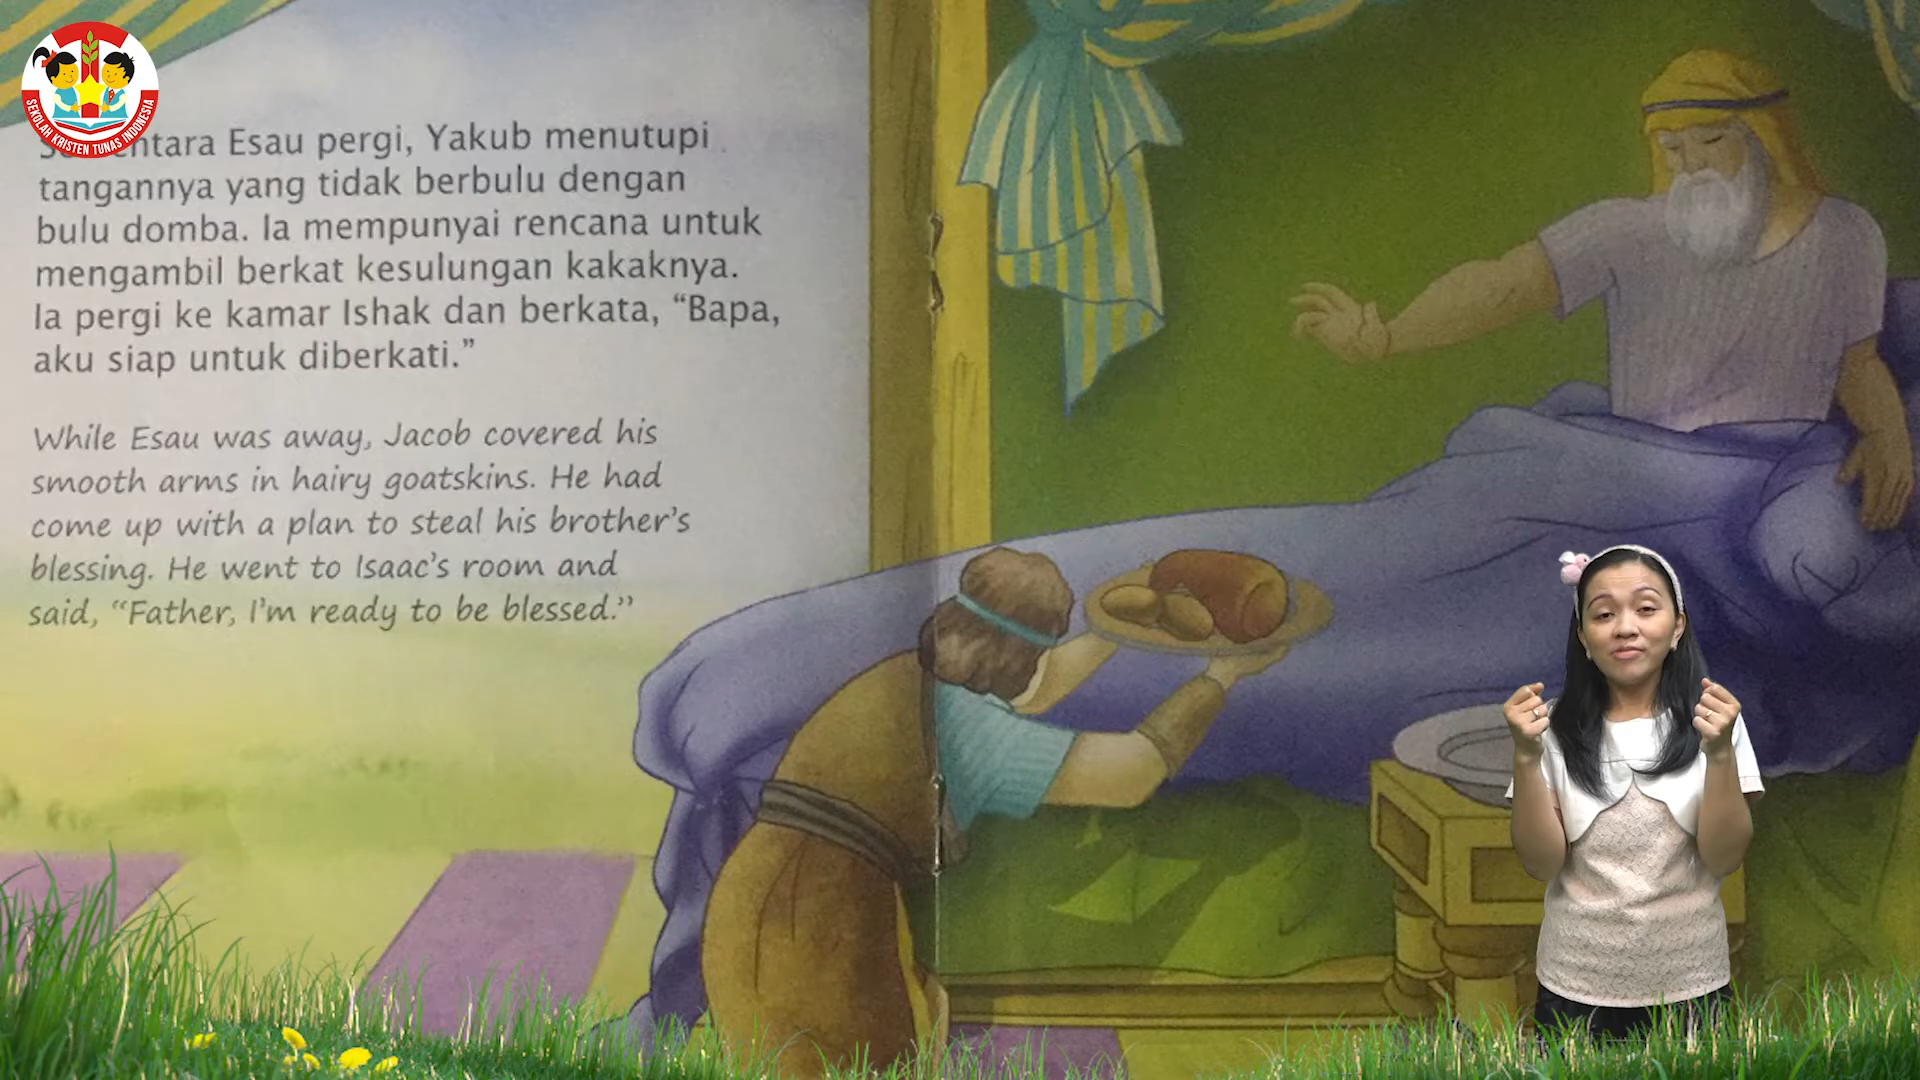 SEKOLAH KRISTEN TUNAS INDONESIA
Esau pergi, Yakub menutupi
tangannya yang tidak berbulu dengan
bulu domba. Ia mempunyai rencana untuk
mengambil berkat kesulungan kakaknya.
Ia pergi ke kamar Ishak dan berkata, “Bapa,
aku siap untuk diberkati.”
While Esau was away, Jacob covered his
smooth arms in hairy goatskins. He had
come up with a plan to steal his brother’s
blessing. He went to Isaac’s room and
said, “Father, I’m ready to be blessed.”